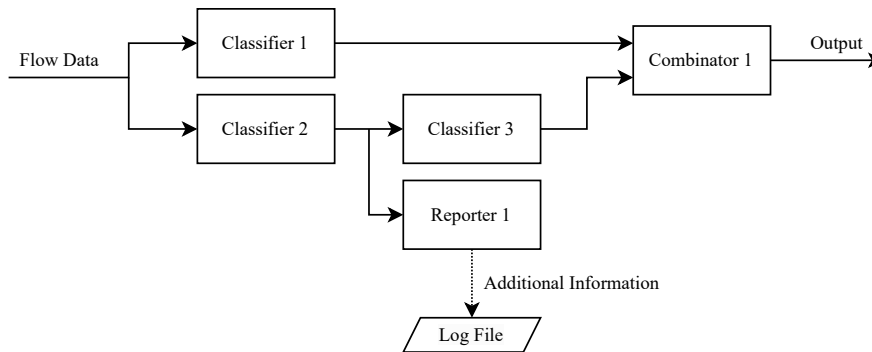 Classifier 1
Output
Flow Data
Combinator 1
Classifier 2
Classifier 3
Reporter 1
Additional Information
Log File